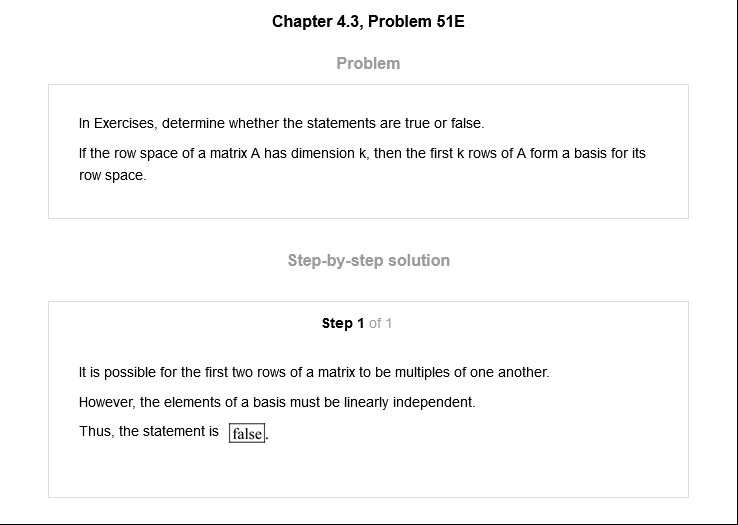 Chapter 4.3, Problem 51E
Problem
In Exercises, determine whether the statements are true or false.
If the row space of a matrix A has dimension k, then the first k rows of A form a basis for its
row space.
Step-by-step solution
Step 1 of 1
It is possible for the first two rows of a matrix to be multiples of one another.
However, the elements of a basis must be linearly independent.
Thus, the statement is false.